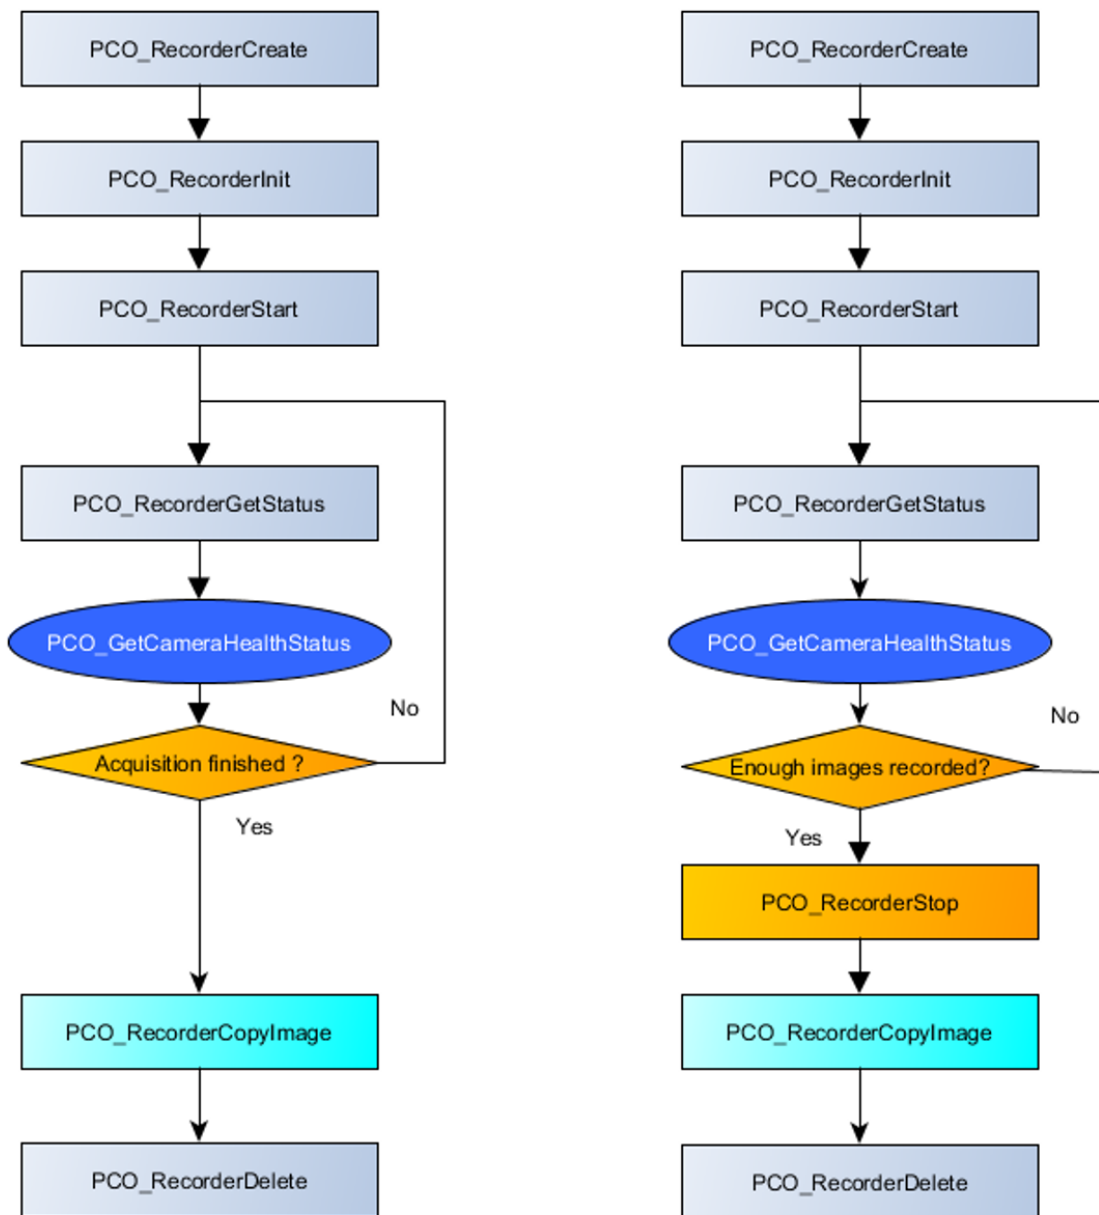 PCO_RecorderCreate
PCO_RecorderInit
PCO_RecorderStart
PCO_RecorderGetStatus
PCO_GetCameraHealthStatus
No
Acquisition finished ?
Yes
PCO_RecorderCopyImage
PCO_RecorderDelete
PCO_RecorderCreate
PCO_RecorderInit
PCO_RecorderStart
PCO_RecorderGetStatus
PCO_GetCameraHealthStatus
No
Enough images recorded?
Yes
PCO_RecorderStop
PCO_RecorderCopyImage
PCO_RecorderDelete